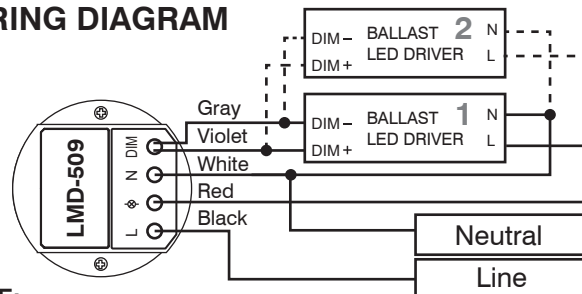 RING DIAGRAM
DIM – BALLAST 2 N
DIM + LED DRIVER L
DIM – BALLAST 1 N
DIM + LED DRIVER L
Gray
Violet
White
Red
Black
LMD-509
DIM
N
L
Neutral
Line